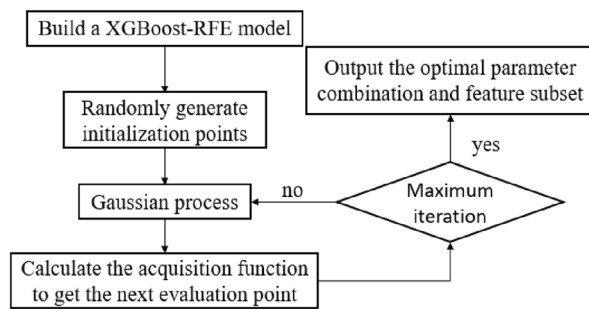 Build a XGBoost-RFE model
Randomly generate
initialization points
Gaussian process
Calculate the acquisition function
to get the next evaluation point
Output the optimal parameter
combination and feature subset
yes
no
Maximum
iteration